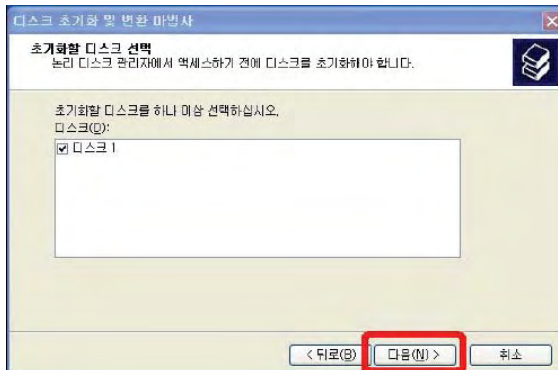 디스크 초기화 및 변환 마법사
초기화할 디스크 선택
논리 디스크 관리자에서 액세스하기 전에 디스크를 초기화해야 합니다.
초기화할 디스크를 하나 이상 선택하십시오.
디스크(D):
디스크 1
< 뒤로(B)
다음(N) >
취소